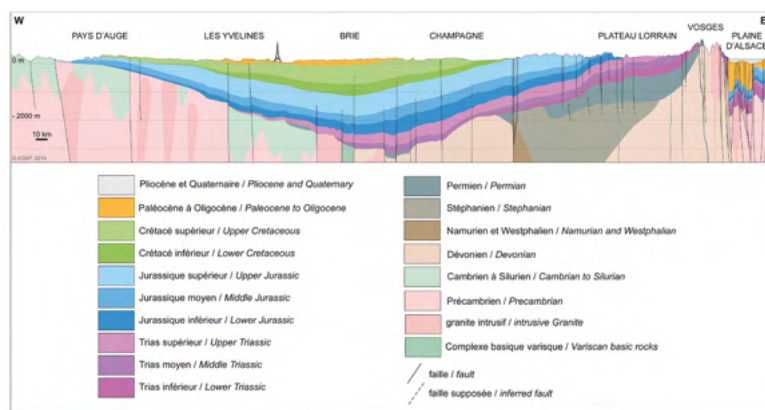 W
E
PAYS D'AUGE
LES YVELINES
BRIE
CHAMPAGNE
PLATEAU LORRAIN
VOSGES
PLAINE
D'ALSACE
0 m
- 2000 m
10 km
© AGBP 2014
Pliocène et Quaternaire / Pliocene and Quaternary
Paléocène à Oligocène / Paleocene to Oligocene
Crétacé supérieur / Upper Cretaceous
Crétacé inférieur / Lower Cretaceous
Jurassique supérieur / Upper Jurassic
Jurassique moyen / Middle Jurassic
Jurassique inférieur / Lower Jurassic
Trias supérieur / Upper Triassic
Trias moyen / Middle Triassic
Trias inférieur / Lower Triassic
Permien / Permian
Stéphanien / Stephanian
Namurien et Westphalien / Namurian and Westphalian
Dévonien / Devonian
Cambrien à Silurien / Cambrian to Silurian
Précambrien / Precambrian
granite intrusif / intrusive Granite
Complexe basique varisque / Variscan basic rocks
faille / fault
faille supposée / inferred fault